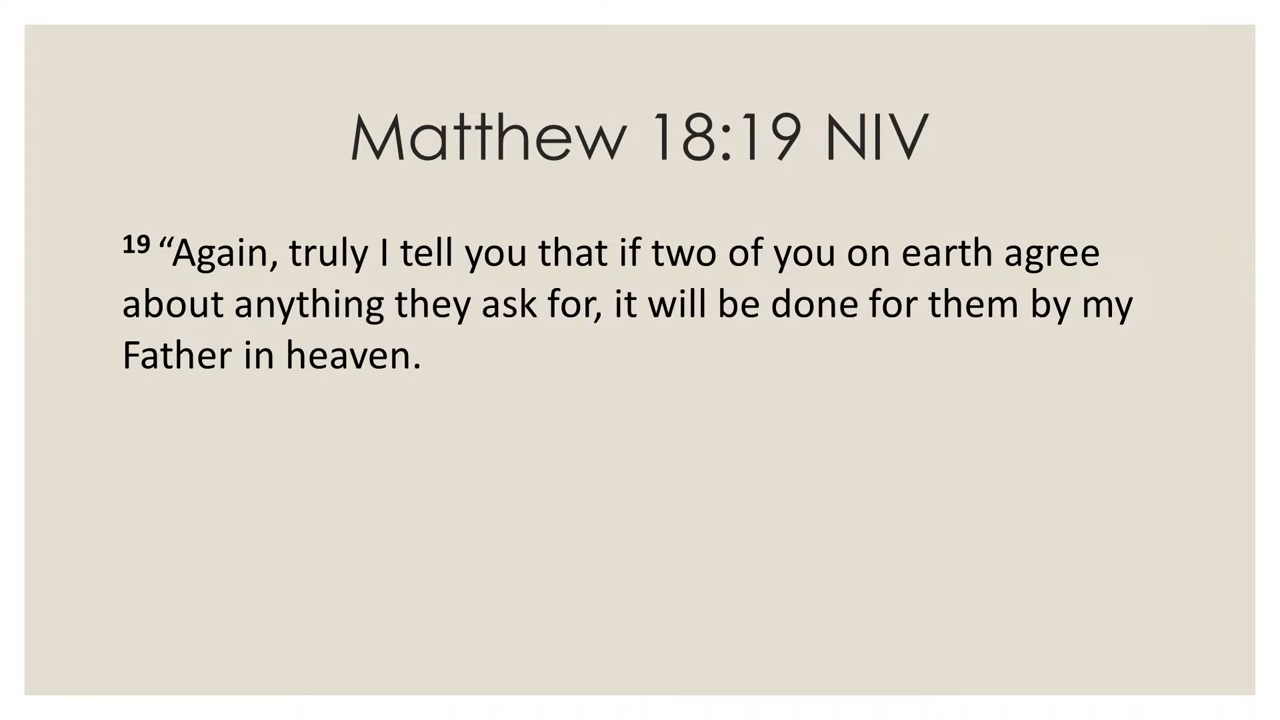 Matthew 18:19 NIV
19 “Again, truly I tell you that if two of you on earth agree
about anything they ask for, it will be done for them by my
Father in heaven.